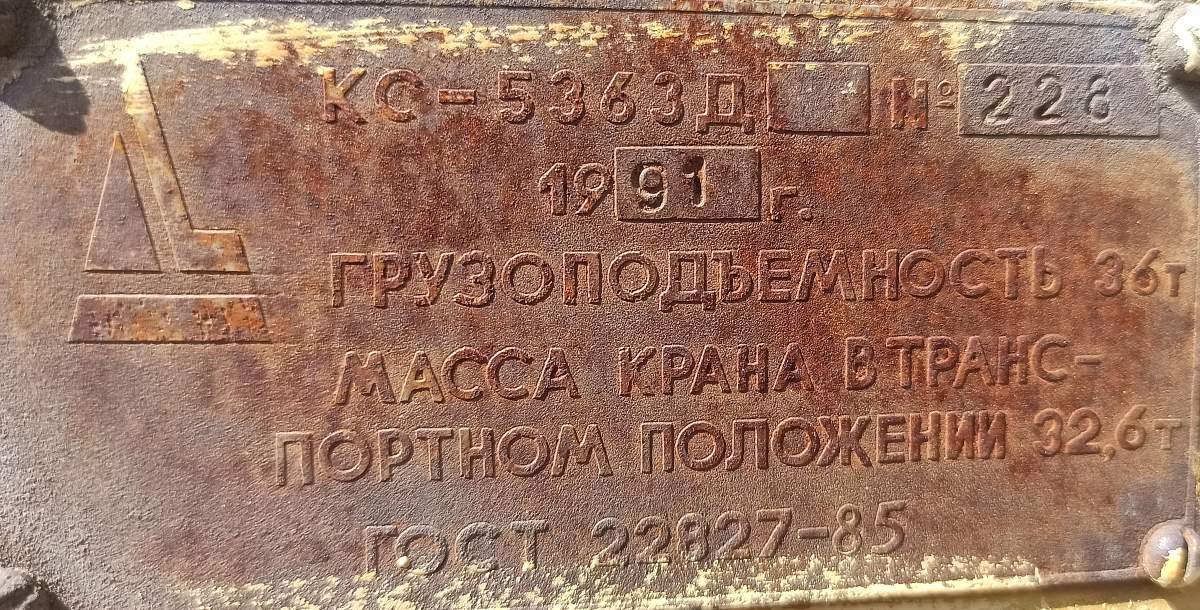 КС-5363Д № 228
1991 г.
ГРУЗОПОДЪЕМНОСТЬ 36т
МАССА КРАНА В ТРАНС-
ПОРТНОМ ПОЛОЖЕНИИ 32,6т
ГОСТ 22827-85